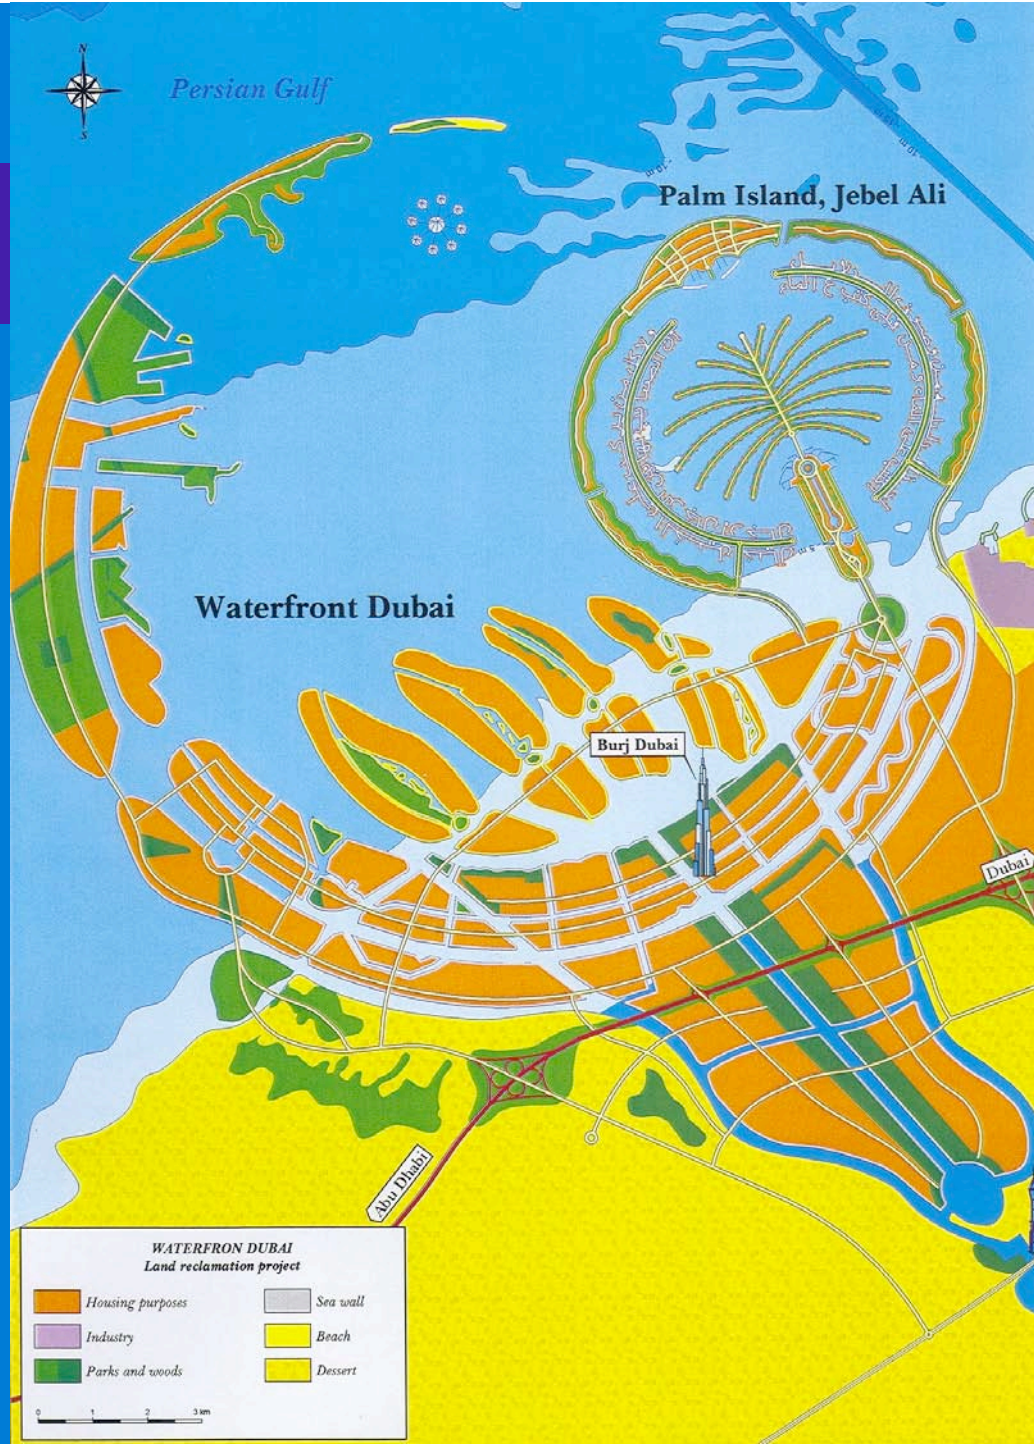 N
Persian Gulf
S
-10 m
Palm Island, Jebel Ali
Waterfront Dubai
Burj Dubai
Dubai
Abu Dhabi
WATERFRON DUBAI
Land reclamation project
Housing purposes
Industry
Parks and woods
Sea wall
Beach
Dessert
0 1 2 3 km